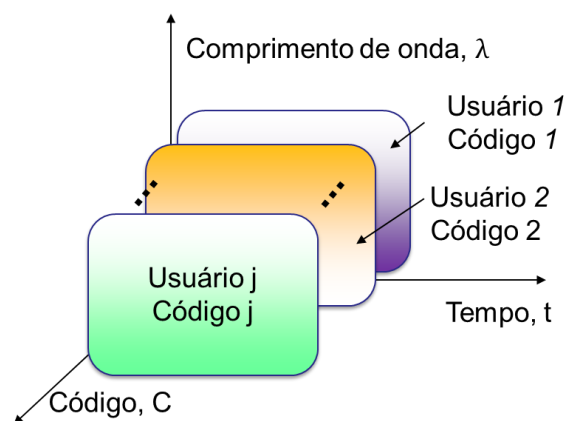 Comprimento de onda, λ
Usuário 1
Código 1
Usuário 2
Código 2
Usuário j
Código j
Tempo, t
Código, C